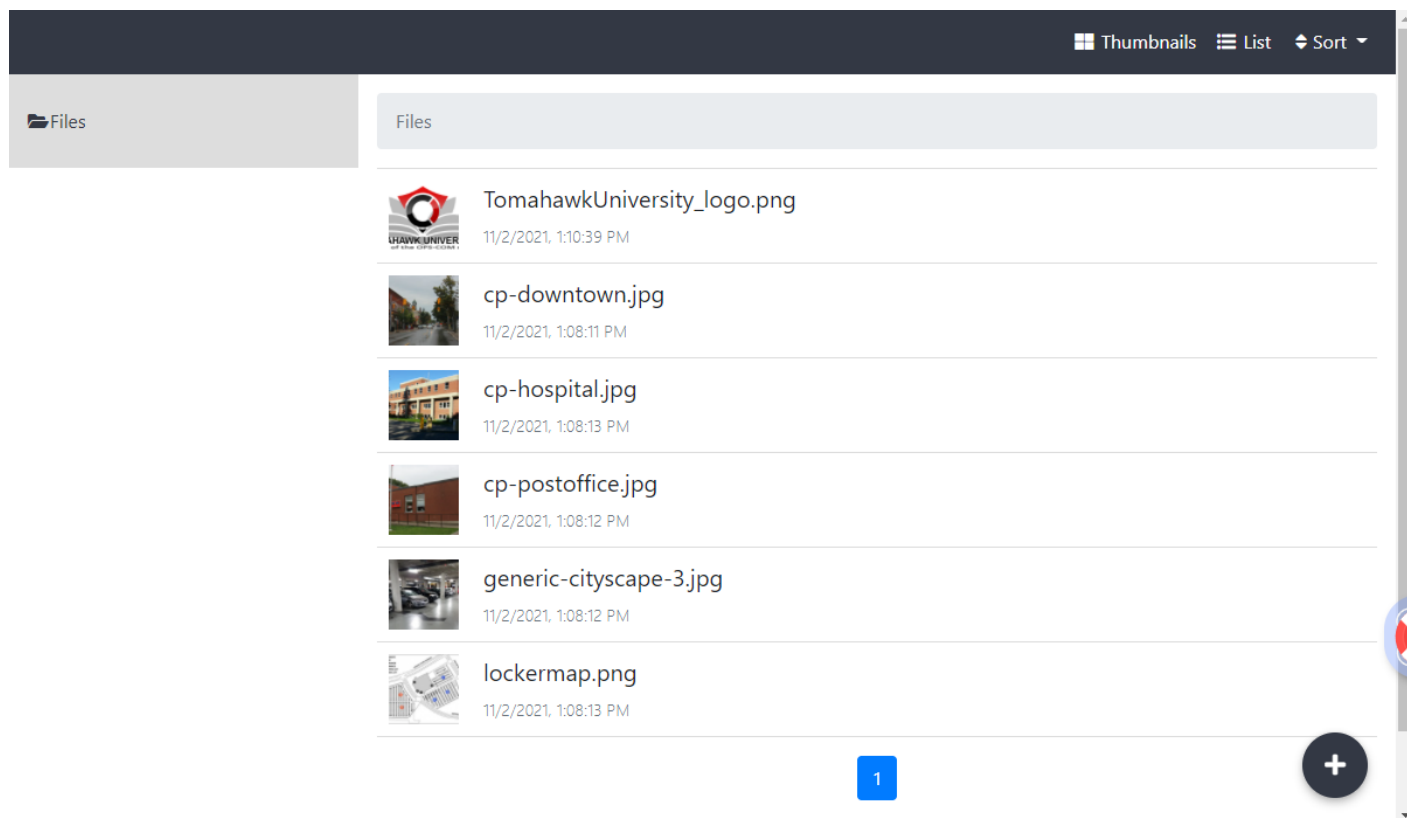 Thumbnails List Sort
Files
Files
TomahawkUniversity_logo.png
HAWK UNIVER
11/2/2021, 1:10:39 PM
cp-downtown.jpg
11/2/2021, 1:08:11 PM
cp-hospital.jpg
11/2/2021, 1:08:13 PM
cp-postoffice.jpg
11/2/2021, 1:08:12 PM
generic-cityscape-3.jpg
11/2/2021, 1:08:12 PM
lockermap.png
11/2/2021, 1:08:13 PM
1